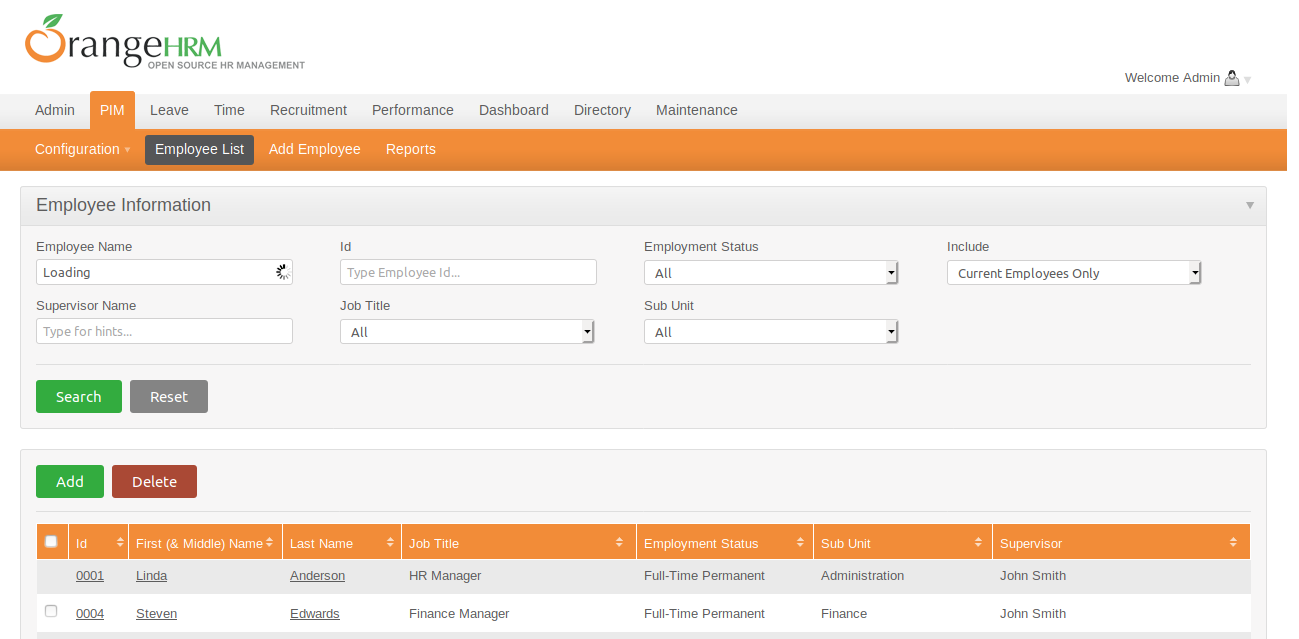 OrangeHRM
OPEN SOURCE HR MANAGEMENT
Welcome Admin
Admin PIM Leave Time Recruitment Performance Dashboard Directory Maintenance
Configuration Employee List Add Employee Reports
Employee Information
Employee Name Id Employment Status Include
Loading Type Employee Id... All Current Employees Only
Supervisor Name Job Title Sub Unit
Type for hints... All All
Search Reset
Add Delete
Id First (& Middle) Name Last Name Job Title Employment Status Sub Unit Supervisor
0001 Linda Anderson HR Manager Full-Time Permanent Administration John Smith
0004 Steven Edwards Finance Manager Full-Time Permanent Finance John Smith